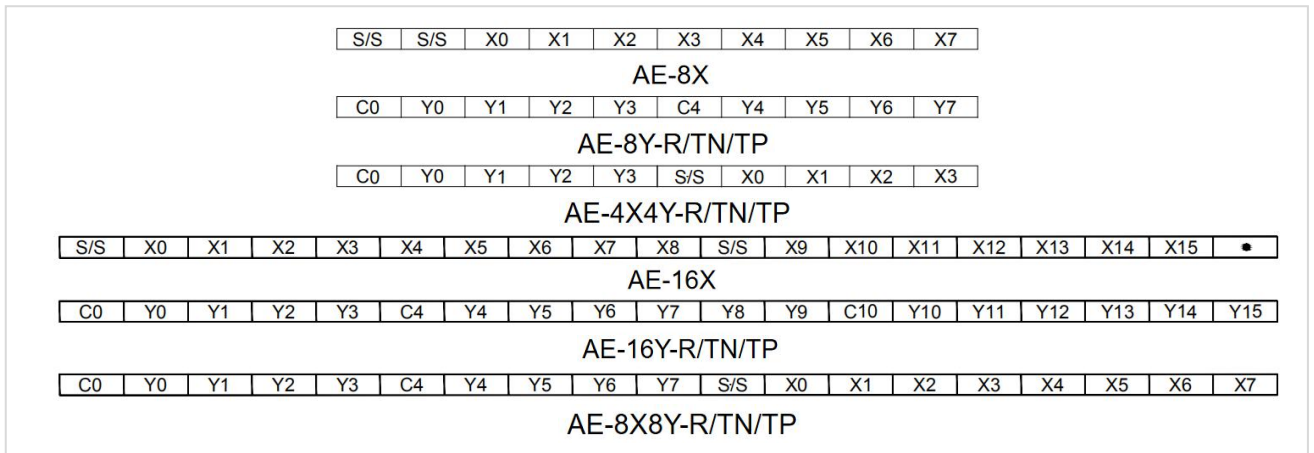 S/S S/S X0 X1 X2 X3 X4 X5 X6 X7
AE-8X
C0 Y0 Y1 Y2 Y3 C4 Y4 Y5 Y6 Y7
AE-8Y-R/TN/TP
C0 Y0 Y1 Y2 Y3 S/S X0 X1 X2 X3
AE-4X4Y-R/TN/TP
S/S X0 X1 X2 X3 X4 X5 X6 X7 X8 S/S X9 X10 X11 X12 X13 X14 X15 •
AE-16X
C0 Y0 Y1 Y2 Y3 C4 Y4 Y5 Y6 Y7 Y8 Y9 C10 Y10 Y11 Y12 Y13 Y14 Y15
AE-16Y-R/TN/TP
C0 Y0 Y1 Y2 Y3 C4 Y4 Y5 Y6 Y7 S/S X0 X1 X2 X3 X4 X5 X6 X7
AE-8X8Y-R/TN/TP